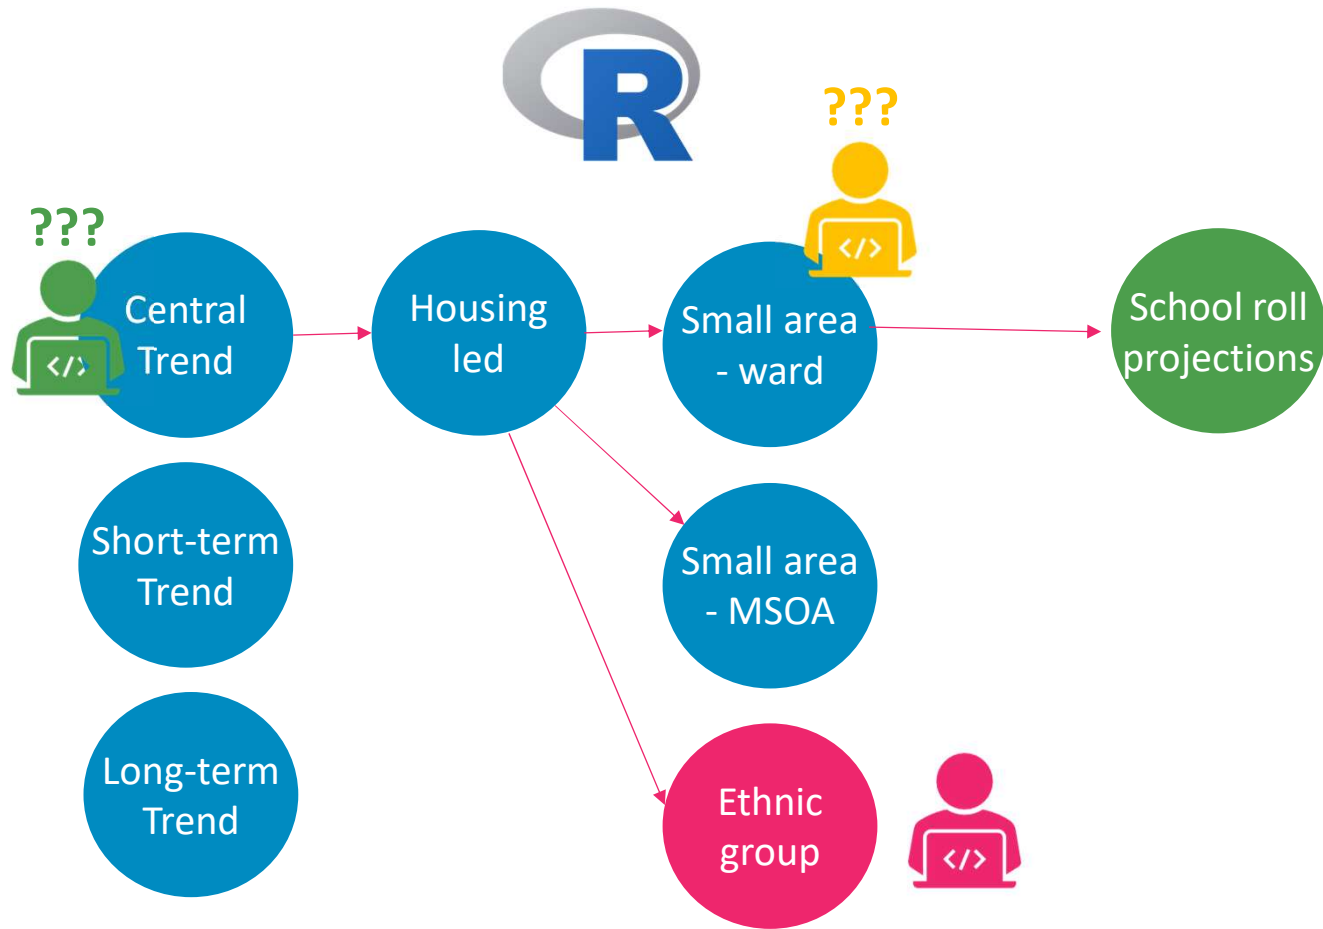 R
???
???
Central
Trend
</>
Housing
led
Small area
- ward
</>
School roll
projections
Short-term
Trend
Small area
- MSOA
Long-term
Trend
Ethnic
group
</>